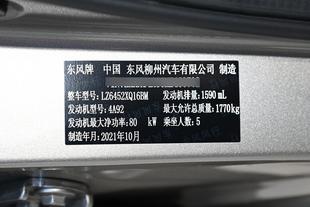 东风牌 中国 东风柳州汽车有限公司 制造
整车型号: LZ6452XQ16BM 发动机排量: 1590 mL
发动机型号: 4A92 最大允许总质量: 1770kg
发动机最大净功率: 80 kW 乘坐人数: 5
制造年月: 2021年10月